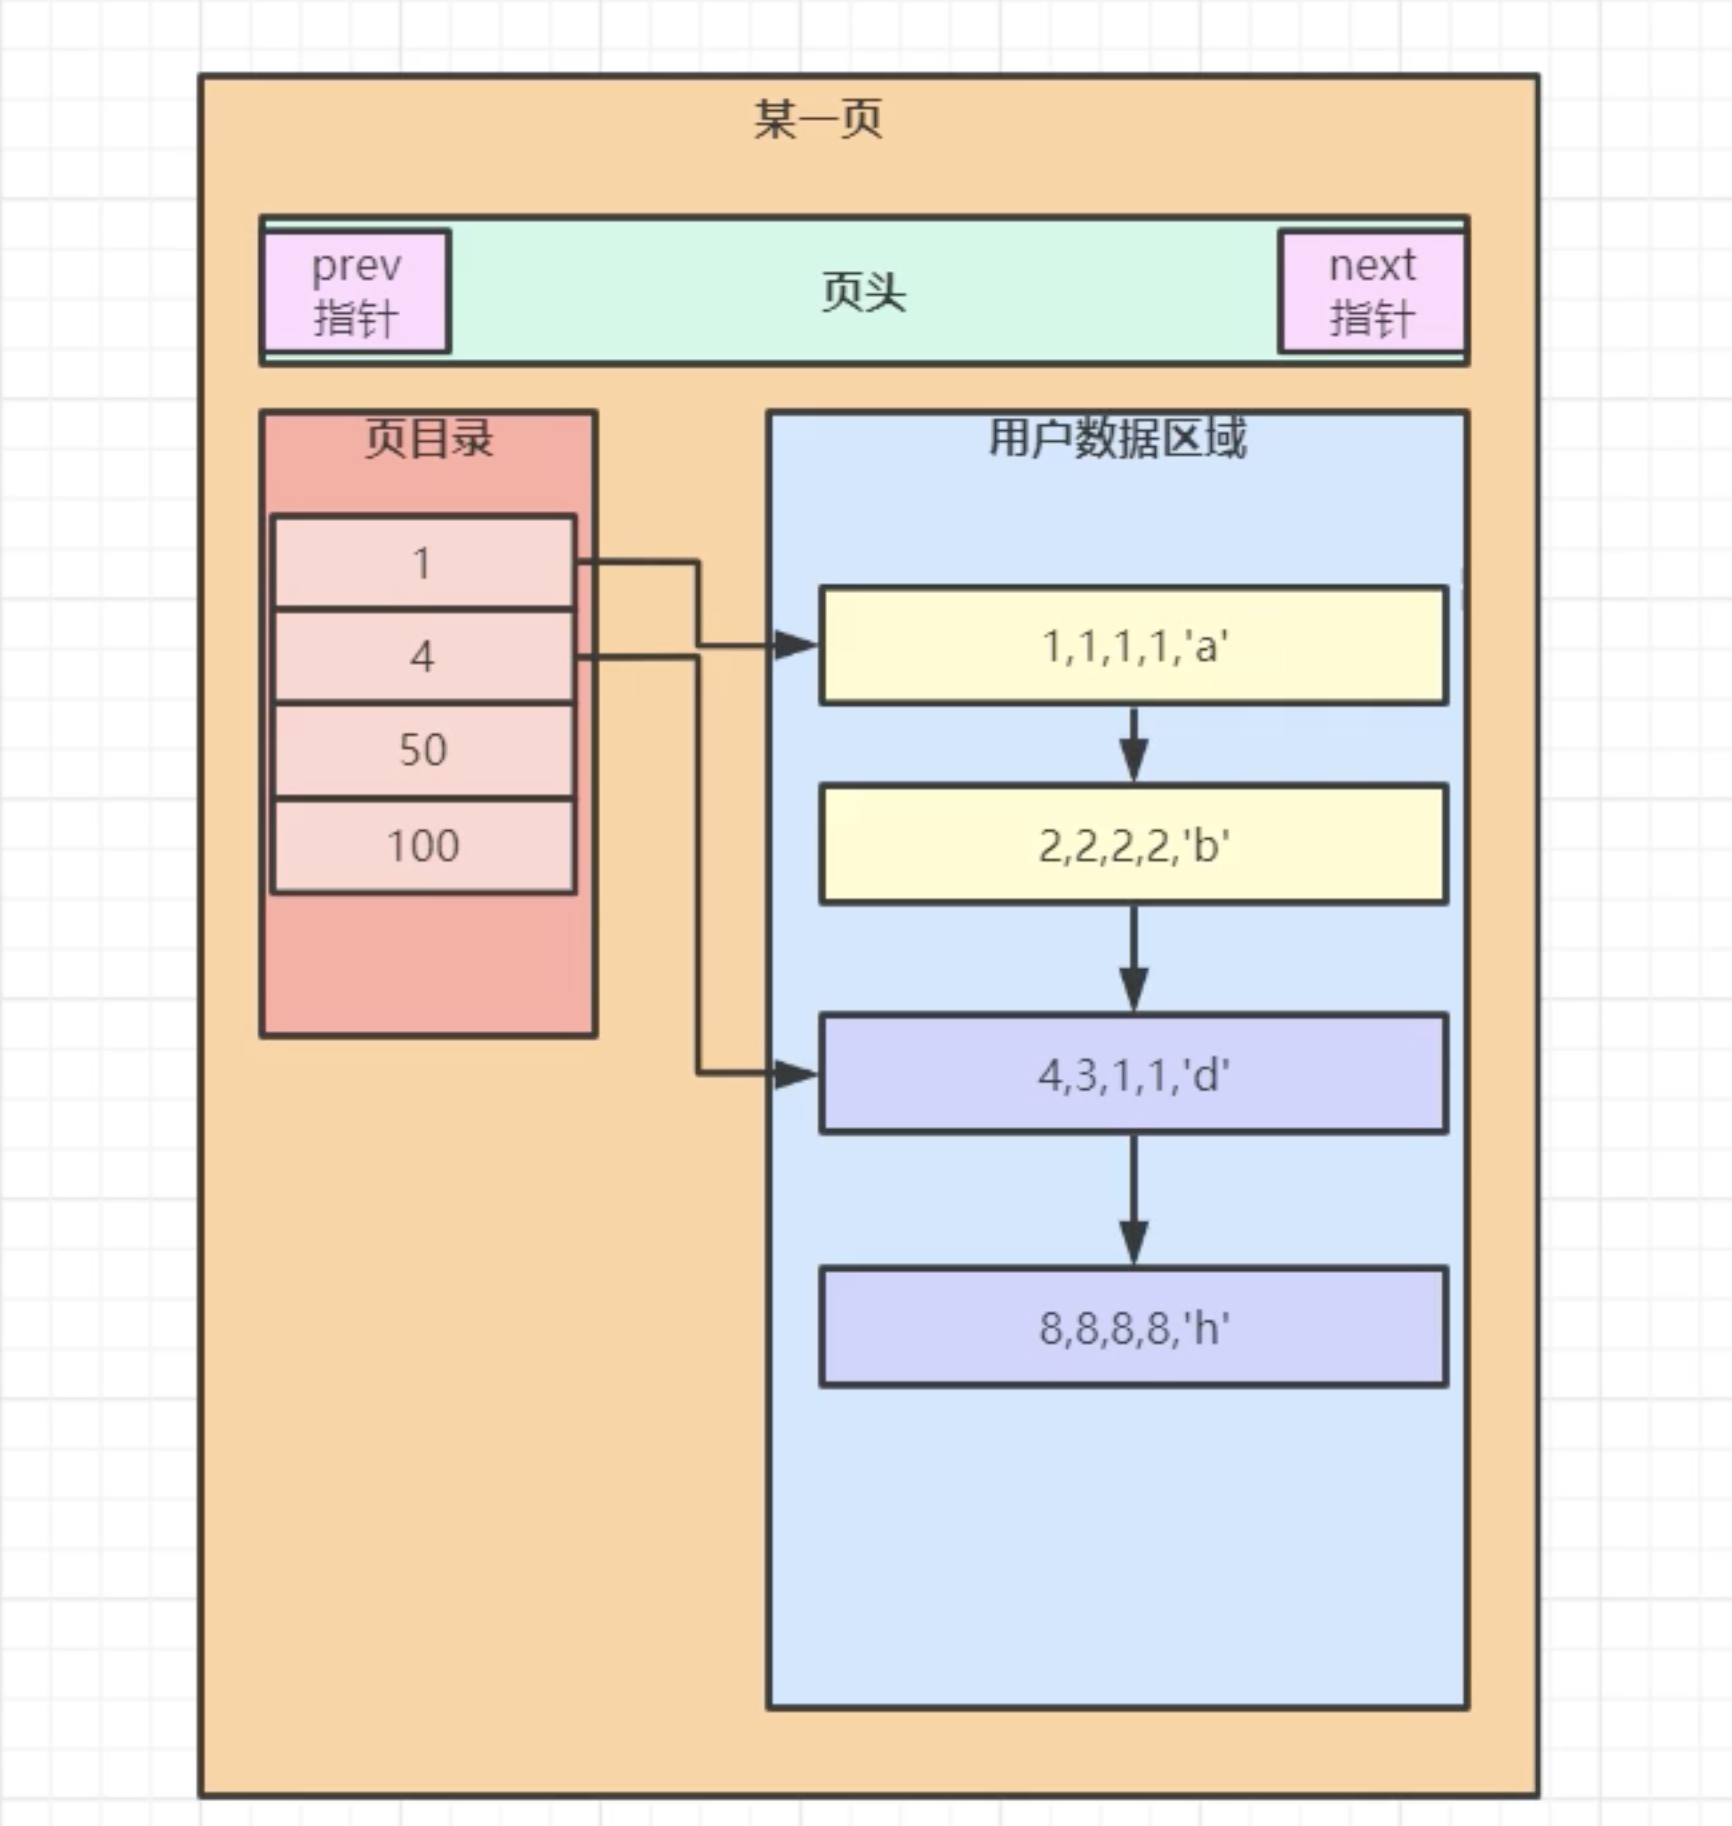 某一页
prev
指针
页头
next
指针
页目录
1
4
50
100
用户数据区域
1,1,1,1,'a'
2,2,2,2,'b'
4,3,1,1,'d'
8,8,8,8,'h'